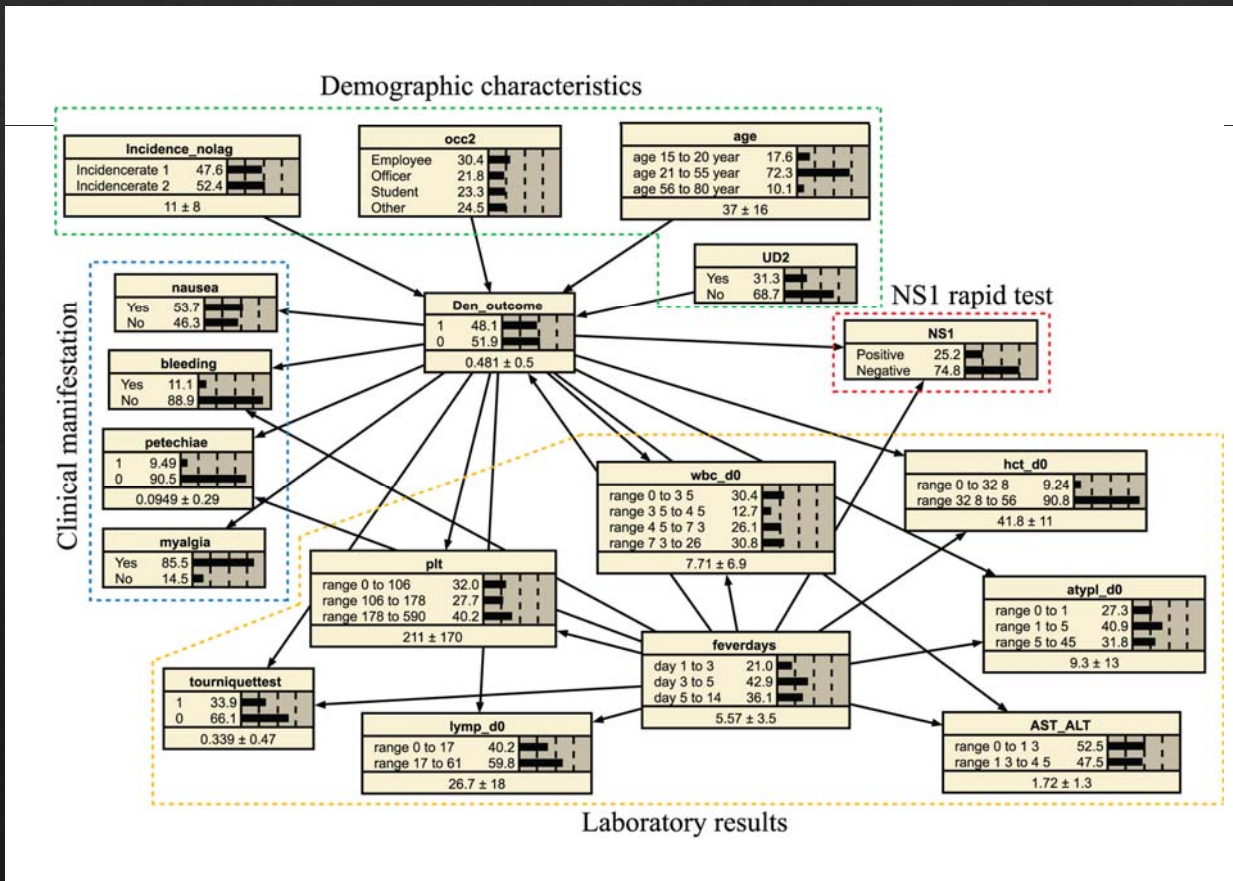 Demographic characteristics
Incidence_nolag
Incidencerate 1 47.6
Incidencerate 2 52.4
11 ± 8
occ2
Employee 30.4
Officer 21.8
Student 23.3
Other 24.5
age
age 15 to 20 year 17.6
age 21 to 55 year 72.3
age 56 to 80 year 10.1
37 ± 16
UD2
Yes 31.3
No 68.7
Clinical manifestation
nausea
Yes 53.7
No 46.3
bleeding
Yes 11.1
No 88.9
petechiae
1 9.49
0 90.5
0.0949 ± 0.29
myalgia
Yes 85.5
No 14.5
Den_outcome
1 48.1
0 51.9
0.481 ± 0.5
NS1 rapid test
NS1
Positive 25.2
Negative 74.8
wbc_d0
range 0 to 3 5 30.4
range 3 5 to 4 5 12.7
range 4 5 to 7 3 26.1
range 7 3 to 26 30.8
7.71 ± 6.9
hct_d0
range 0 to 32 8 9.24
range 32 8 to 56 90.8
41.8 ± 11
plt
range 0 to 106 32.0
range 106 to 178 27.7
range 178 to 590 40.2
211 ± 170
atypl_d0
range 0 to 1 27.3
range 1 to 5 40.9
range 5 to 45 31.8
9.3 ± 13
feverdays
day 1 to 3 21.0
day 3 to 5 42.9
day 5 to 14 36.1
5.57 ± 3.5
tourniquettest
1 33.9
0 66.1
0.339 ± 0.47
lymp_d0
range 0 to 17 40.2
range 17 to 61 59.8
26.7 ± 18
AST_ALT
range 0 to 1 3 52.5
range 1 3 to 4 5 47.5
1.72 ± 1.3
Laboratory results